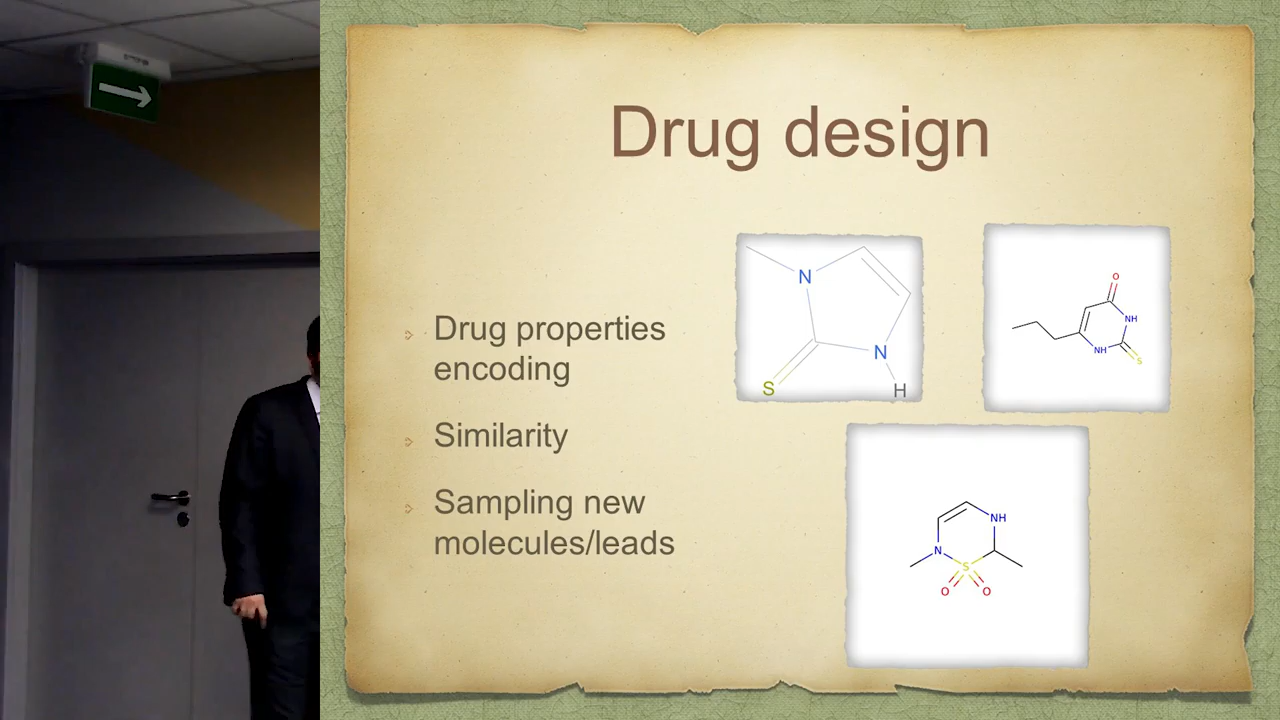 Drug design
Drug properties
encoding
Similarity
Sampling new
molecules/leads
N
N
S
H
O
NH
NH
S
NH
N
S
O
O